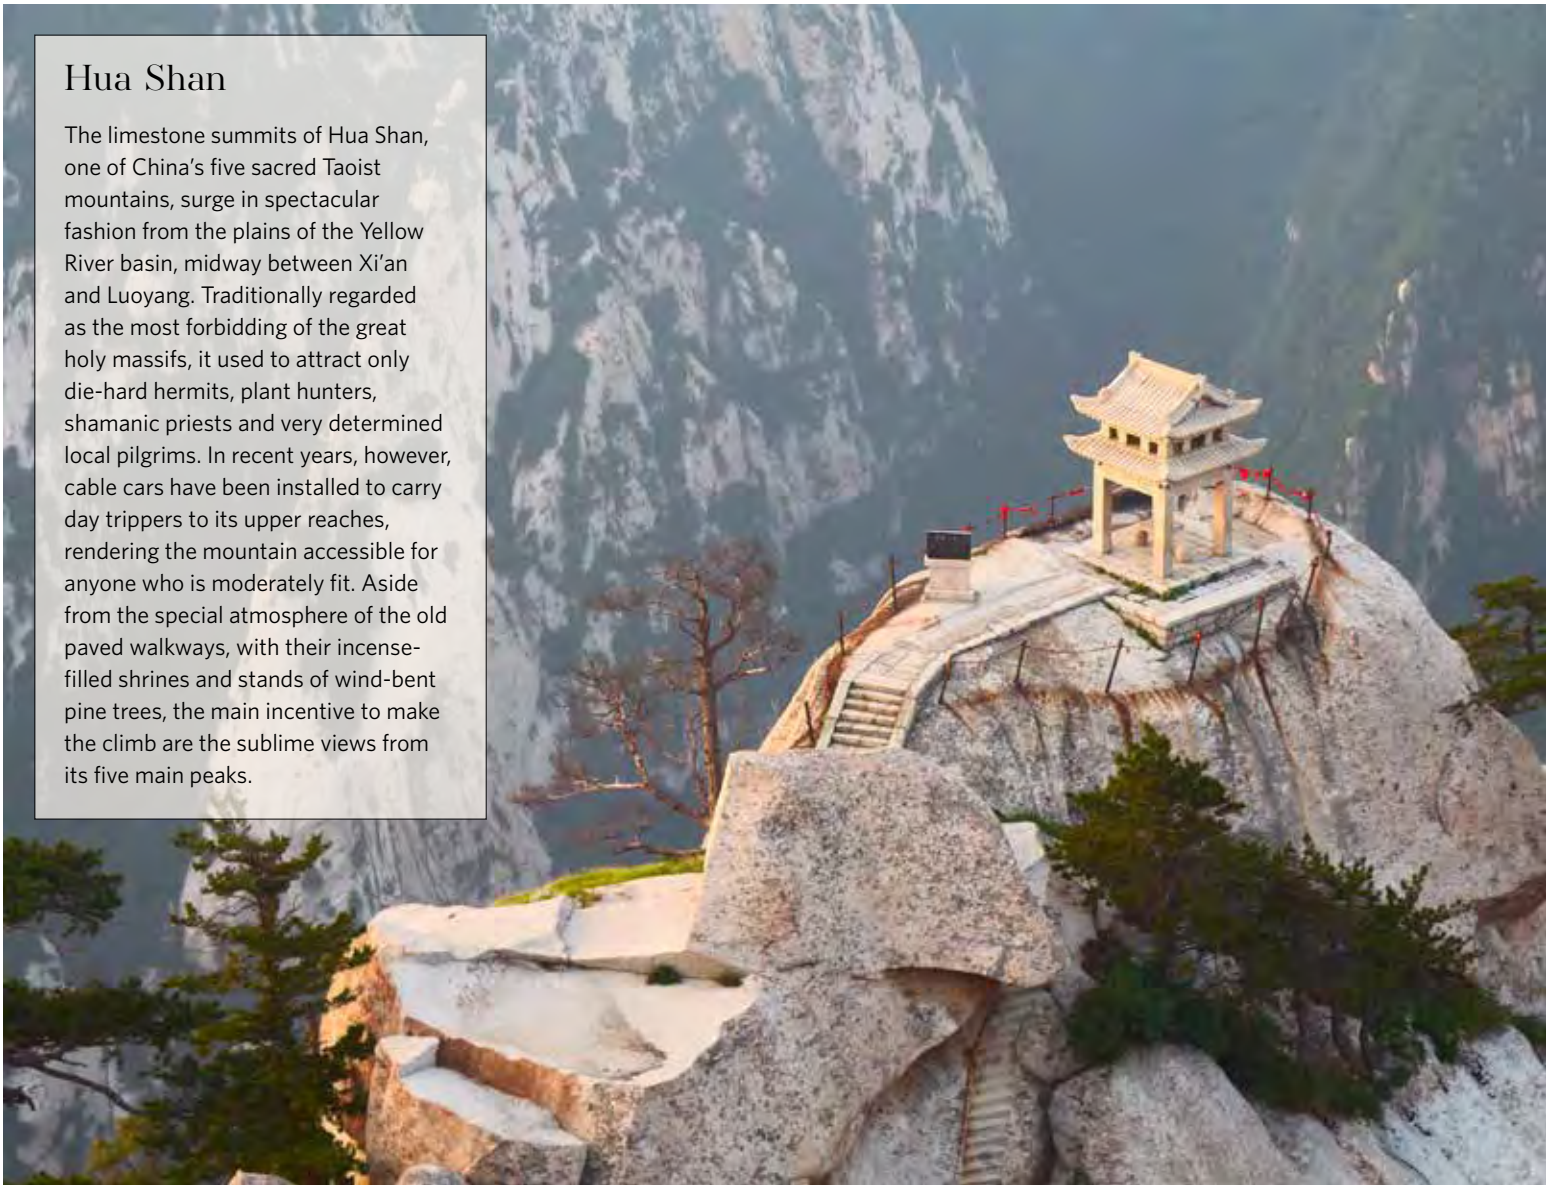 Hua Shan
The limestone summits of Hua Shan,
one of China's five sacred Taoist
mountains, surge in spectacular
fashion from the plains of the Yellow
River basin, midway between Xi'an
and Luoyang. Traditionally regarded
as the most forbidding of the great
holy massifs, it used to attract only
die-hard hermits, plant hunters,
shamanic priests and very determined
local pilgrims. In recent years, however,
cable cars have been installed to carry
day trippers to its upper reaches,
rendering the mountain accessible for
anyone who is moderately fit. Aside
from the special atmosphere of the old
paved walkways, with their incense-
filled shrines and stands of wind-bent
pine trees, the main incentive to make
the climb are the sublime views from
its five main peaks.